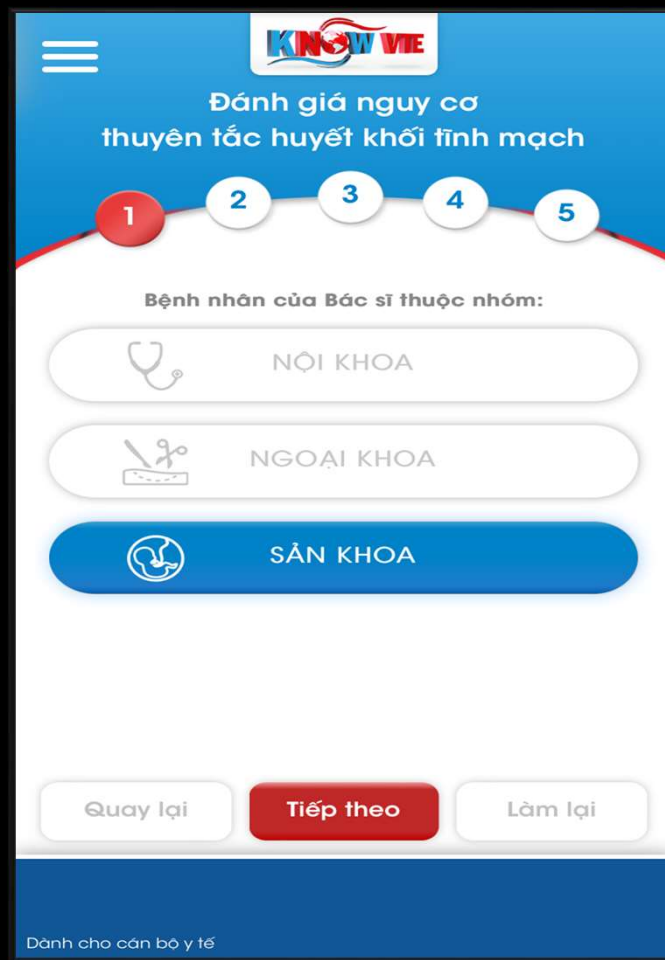 KNOW VTE
Đánh giá nguy cơ
thuyên tắc huyết khối tĩnh mạch
1 2 3 4 5
Bệnh nhân của Bác sĩ thuộc nhóm:
NỘI KHOA
NGOẠI KHOA
SẢN KHOA
Quay lại Tiếp theo Làm lại
Dành cho cán bộ y tế